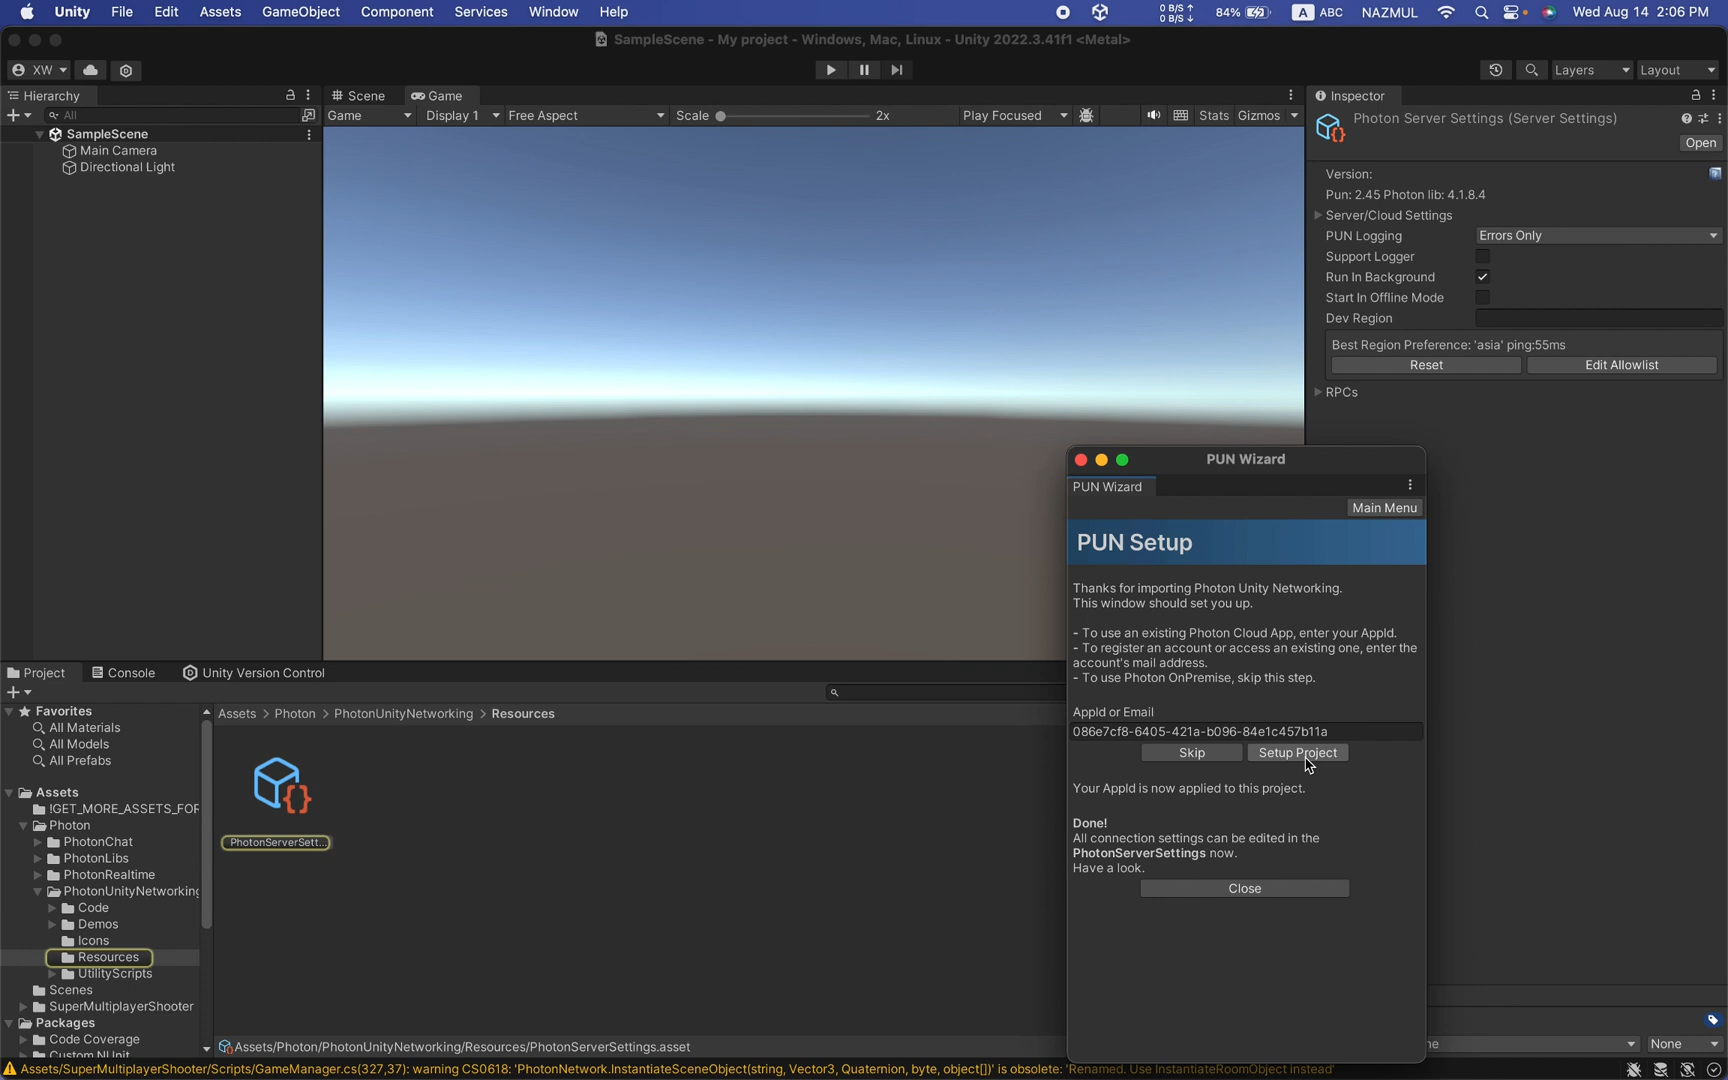 Unity File Edit Assets GameObject Component Services Window Help
0 B/S ↑
0 B/S ↓
84% A ABC NAZMUL Wed Aug 14 2:06 PM
SampleScene - My project - Windows, Mac, Linux - Unity 2022.3.41f1 <Metal>
XW Layers Layout
Hierarchy
All
SampleScene
Main Camera
Directional Light
Scene Game
Game Display 1 Free Aspect Scale 2x Play Focused Stats Gizmos
Inspector
Photon Server Settings (Server Settings)
Open
Version:
Pun: 2.45 Photon lib: 4.1.8.4
Server/Cloud Settings
PUN Logging Errors Only
Support Logger
Run In Background
Start In Offline Mode
Dev Region
Best Region Preference: 'asia' ping:55ms
Reset Edit Allowlist
RPCs
PUN Wizard
PUN Wizard
Main Menu
PUN Setup
Thanks for importing Photon Unity Networking.
This window should set you up.
- To use an existing Photon Cloud App, enter your AppId.
- To register an account or access an existing one, enter the
account's mail address.
- To use Photon OnPremise, skip this step.
AppId or Email
086e7cf8-6405-421a-b096-84e1c457b11a
Skip Setup Project
Your AppId is now applied to this project.
Done!
All connection settings can be edited in the
PhotonServerSettings now.
Have a look.
Close
Project Console Unity Version Control
Favorites
All Materials
All Models
All Prefabs
Assets
!GET_MORE_ASSETS_FOR
Photon
PhotonChat
PhotonLibs
PhotonRealtime
PhotonUnityNetworking
Code
Demos
Icons
Resources
UtilityScripts
Scenes
SuperMultiplayerShooter
Packages
Code Coverage
Custom NUnit
Assets > Photon > PhotonUnityNetworking > Resources
PhotonServerSett...
Assets/Photon/PhotonUnityNetworking/Resources/PhotonServerSettings.asset
ne None
Assets/SuperMultiplayerShooter/Scripts/GameManager.cs(327,37): warning CS0618: 'PhotonNetwork.InstantiateSceneObject(string, Vector3, Quaternion, byte, object[])' is obsolete: 'Renamed. Use InstantiateRoomObject instead'